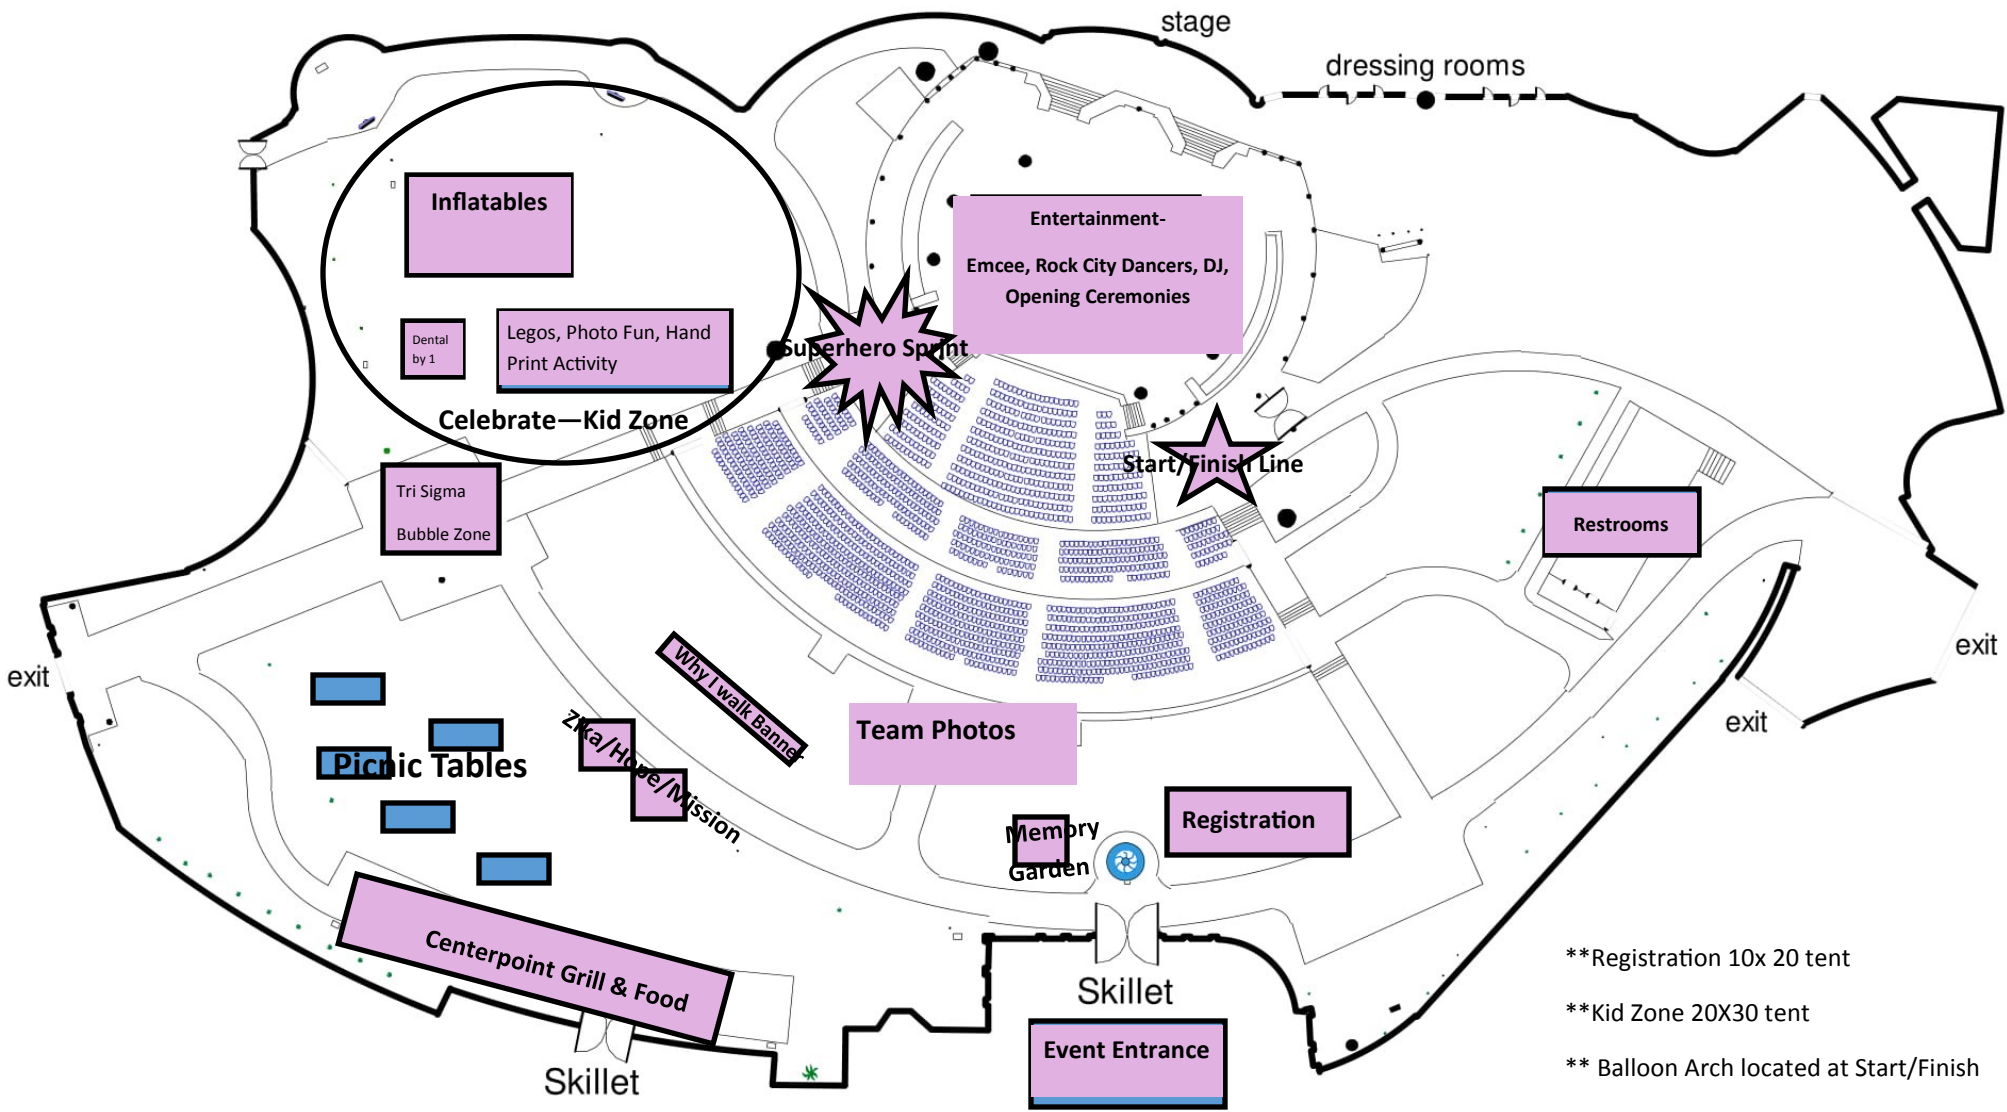 stage
dressing rooms
Inflatables
Entertainment-
Emcee, Rock City Dancers, DJ,
Opening Ceremonies
Dental
by 1
Legos, Photo Fun, Hand
Print Activity
Superhero Sprint
Celebrate—Kid Zone
Start/Finish Line
Tri Sigma
Bubble Zone
Restrooms
exit
exit
exit
Why I walk Banner
Zika/Hope/Mission
Team Photos
Picnic Tables
Memory
Garden
Registration
Centerpoint Grill & Food
Skillet
Skillet
Event Entrance
**Registration 10x 20 tent
**Kid Zone 20X30 tent
** Balloon Arch located at Start/Finish